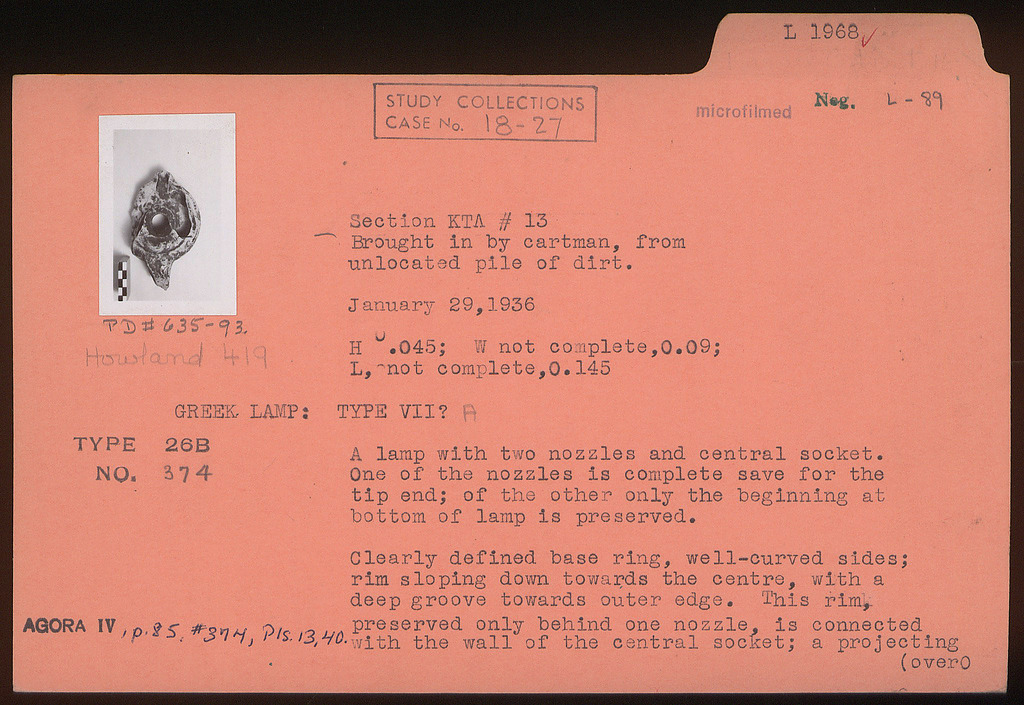 L 1968
STUDY COLLECTIONS
CASE No. 18-27
microfilmed
Neg. L - 89
Section KTA # 13
Brought in by cartman, from
unlocated pile of dirt.
January 29,1936
PD# 635-93.
Howland 419
H 0.045; W not complete,0.09;
L, not complete,0.145
GREEK LAMP: TYPE VII? A
TYPE 26B
NO. 374
A lamp with two nozzles and central socket.
One of the nozzles is complete save for the
tip end; of the other only the beginning at
bottom of lamp is preserved.
Clearly defined base ring, well-curved sides;
rim sloping down towards the centre, with a
deep groove towards outer edge. This rim,
preserved only behind one nozzle, is connected
with the wall of the central socket; a projecting
(over0
AGORA IV, p.85, #374, Pls.13,40.